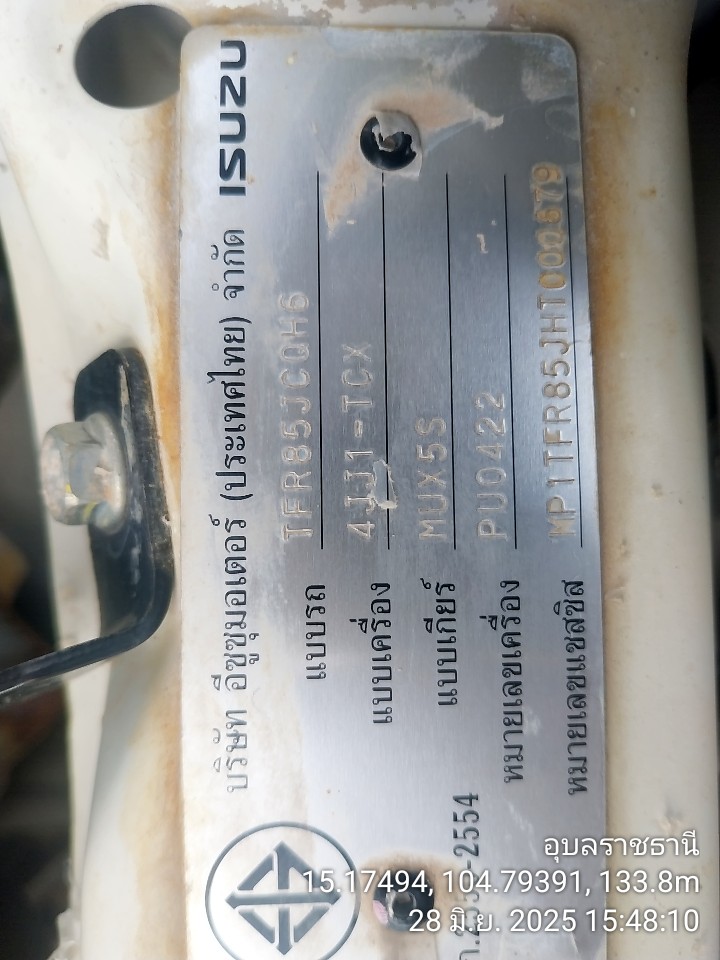 บริษัท อีซูซุมอเตอร์ (ประเทศไทย) จำกัด ISUZU
แบบรถ TFR85JCQH6
แบบเครื่อง 4JJ1-TCX
แบบเกียร์ MUX5S
หมายเลขเครื่อง PU0422
หมายเลขแชสซิส MP1TFR85JHT000679
-2554
อุบลราชธานี
15.17494, 104.79391, 133.8m
28 มิ.ย. 2025 15:48:10